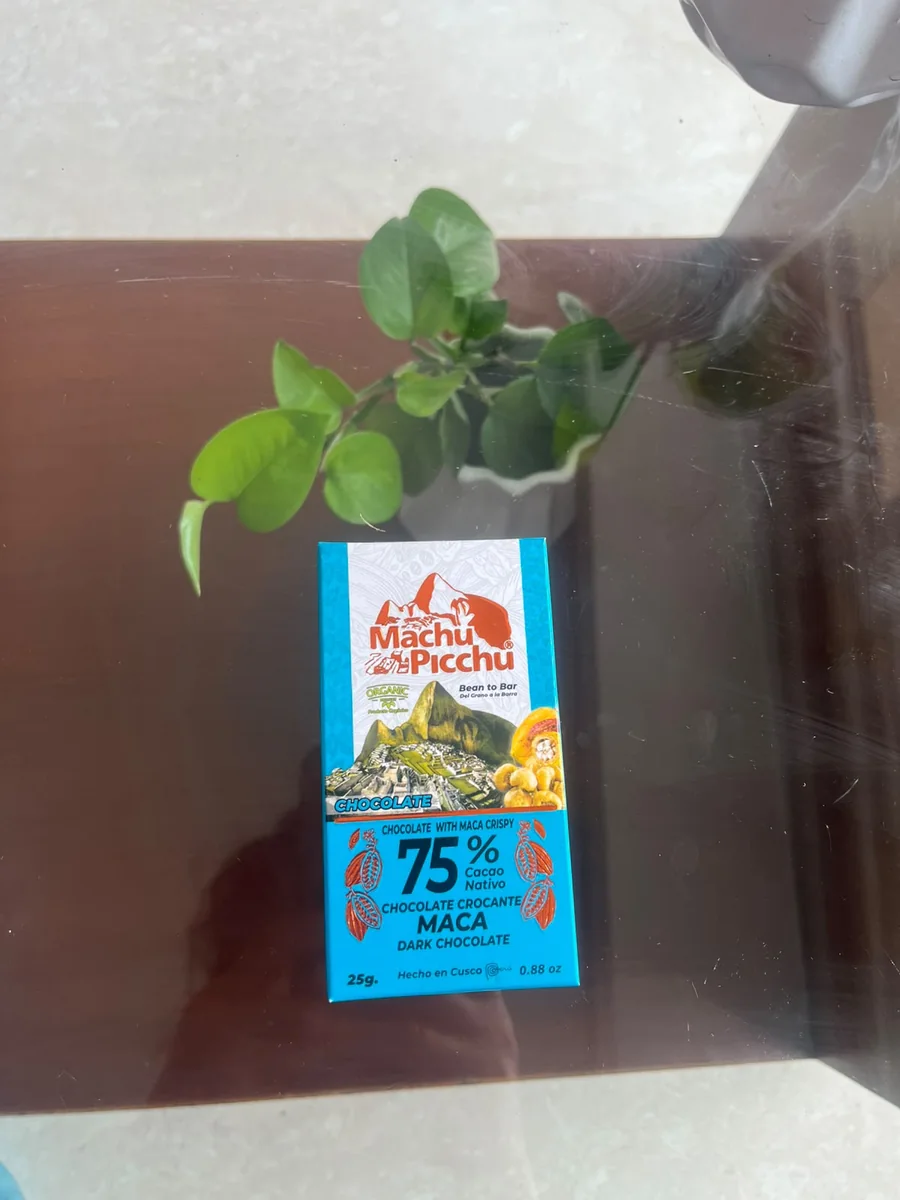 Machu
Picchu®
ORGANIC
Bean to Bar
Del Grano a la Barra
CHOCOLATE
CHOCOLATE WITH MACA CRISPY
75%
Cacao
Nativo
CHOCOLATE CROCANTE
MACA
DARK CHOCOLATE
25g.
Hecho en Cusco
0.88 oz